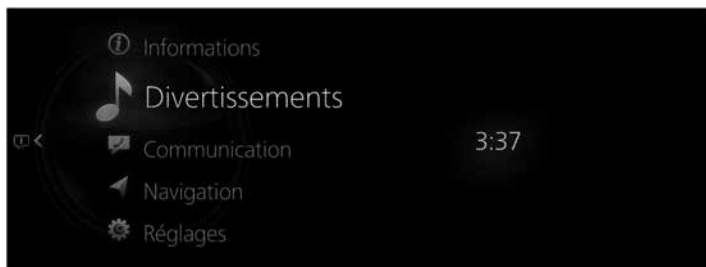 Informations
Divertissements
Communication
3:37
Navigation
Réglages